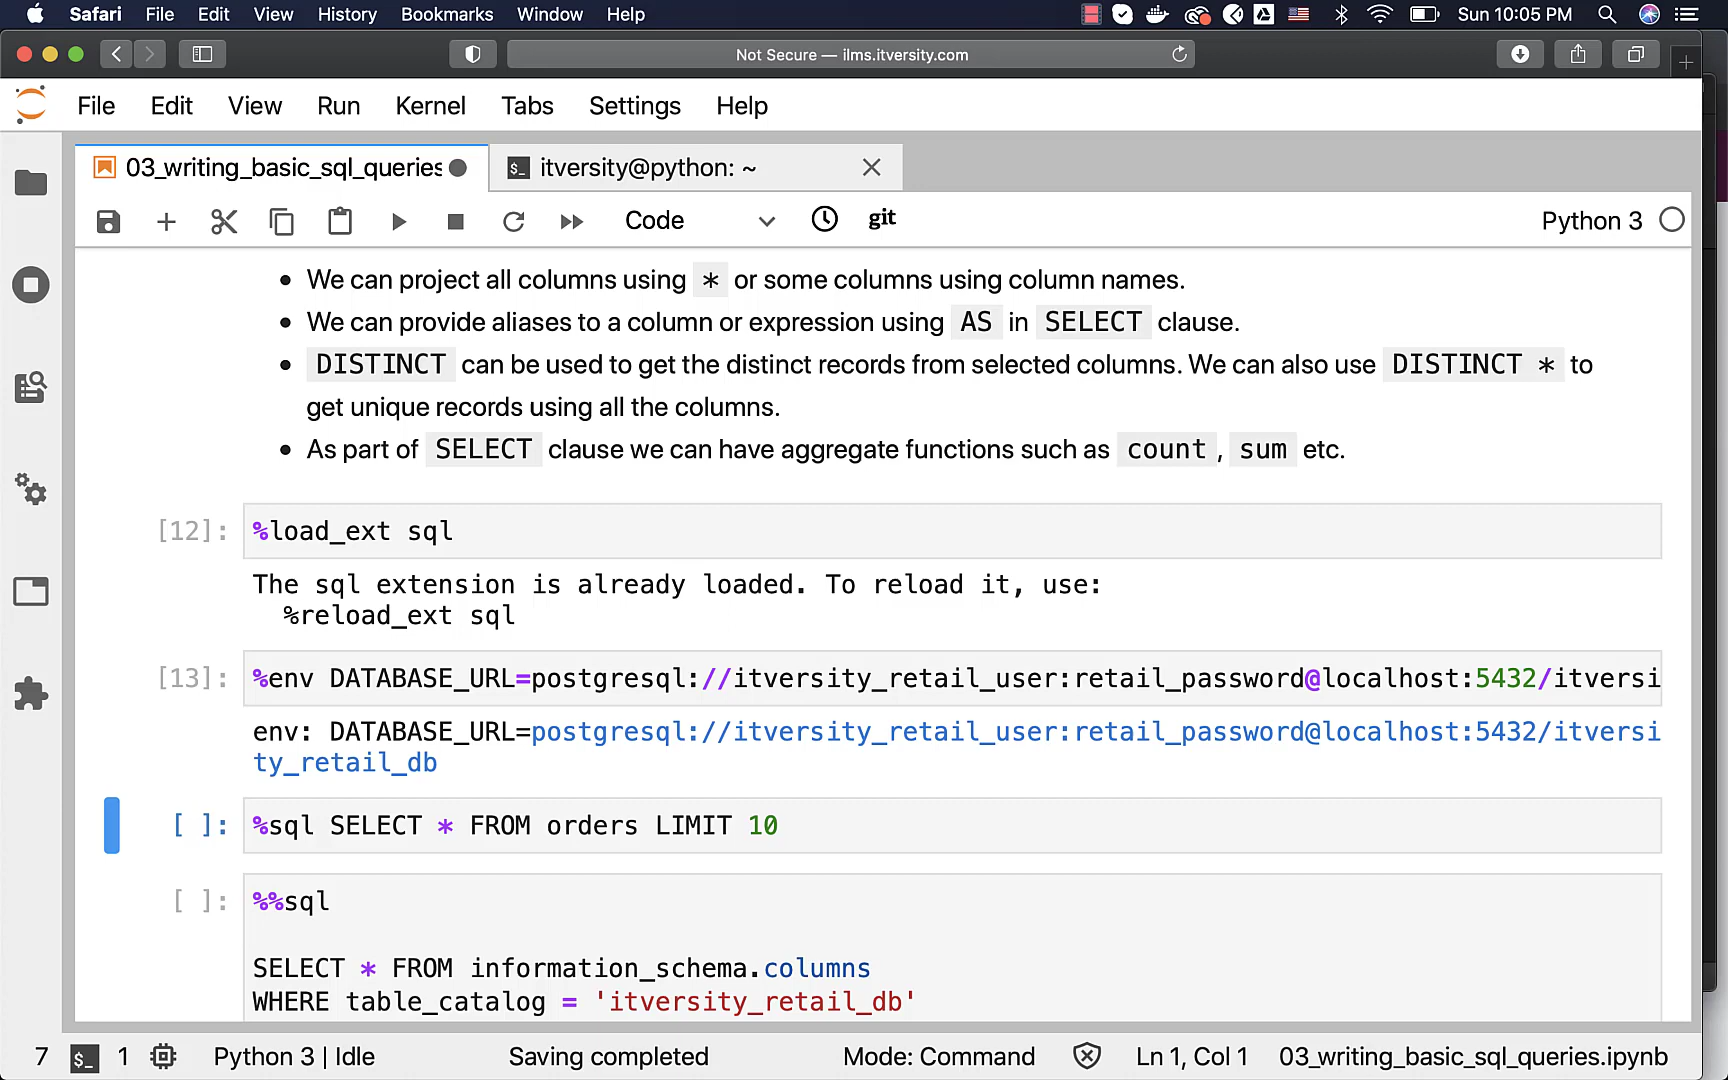 Safari File Edit View History Bookmarks Window Help Sun 10:05 PM
Not Secure — ilms.itversity.com
File Edit View Run Kernel Tabs Settings Help
03_writing_basic_sql_queries itversity@python: ~
Code git Python 3
• We can project all columns using * or some columns using column names.
• We can provide aliases to a column or expression using AS in SELECT clause.
• DISTINCT can be used to get the distinct records from selected columns. We can also use DISTINCT * to
get unique records using all the columns.
• As part of SELECT clause we can have aggregate functions such as count, sum etc.
[12]: %load_ext sql
The sql extension is already loaded. To reload it, use:
%reload_ext sql
[13]: %env DATABASE_URL=postgresql://itversity_retail_user:retail_password@localhost:5432/itversi
env: DATABASE_URL=postgresql://itversity_retail_user:retail_password@localhost:5432/itversi
ty_retail_db
[ ]: %sql SELECT * FROM orders LIMIT 10
[ ]: %%sql
SELECT * FROM information_schema.columns
WHERE table_catalog = 'itversity_retail_db'
7 $_ 1 Python 3 | Idle Saving completed Mode: Command Ln 1, Col 1 03_writing_basic_sql_queries.ipynb